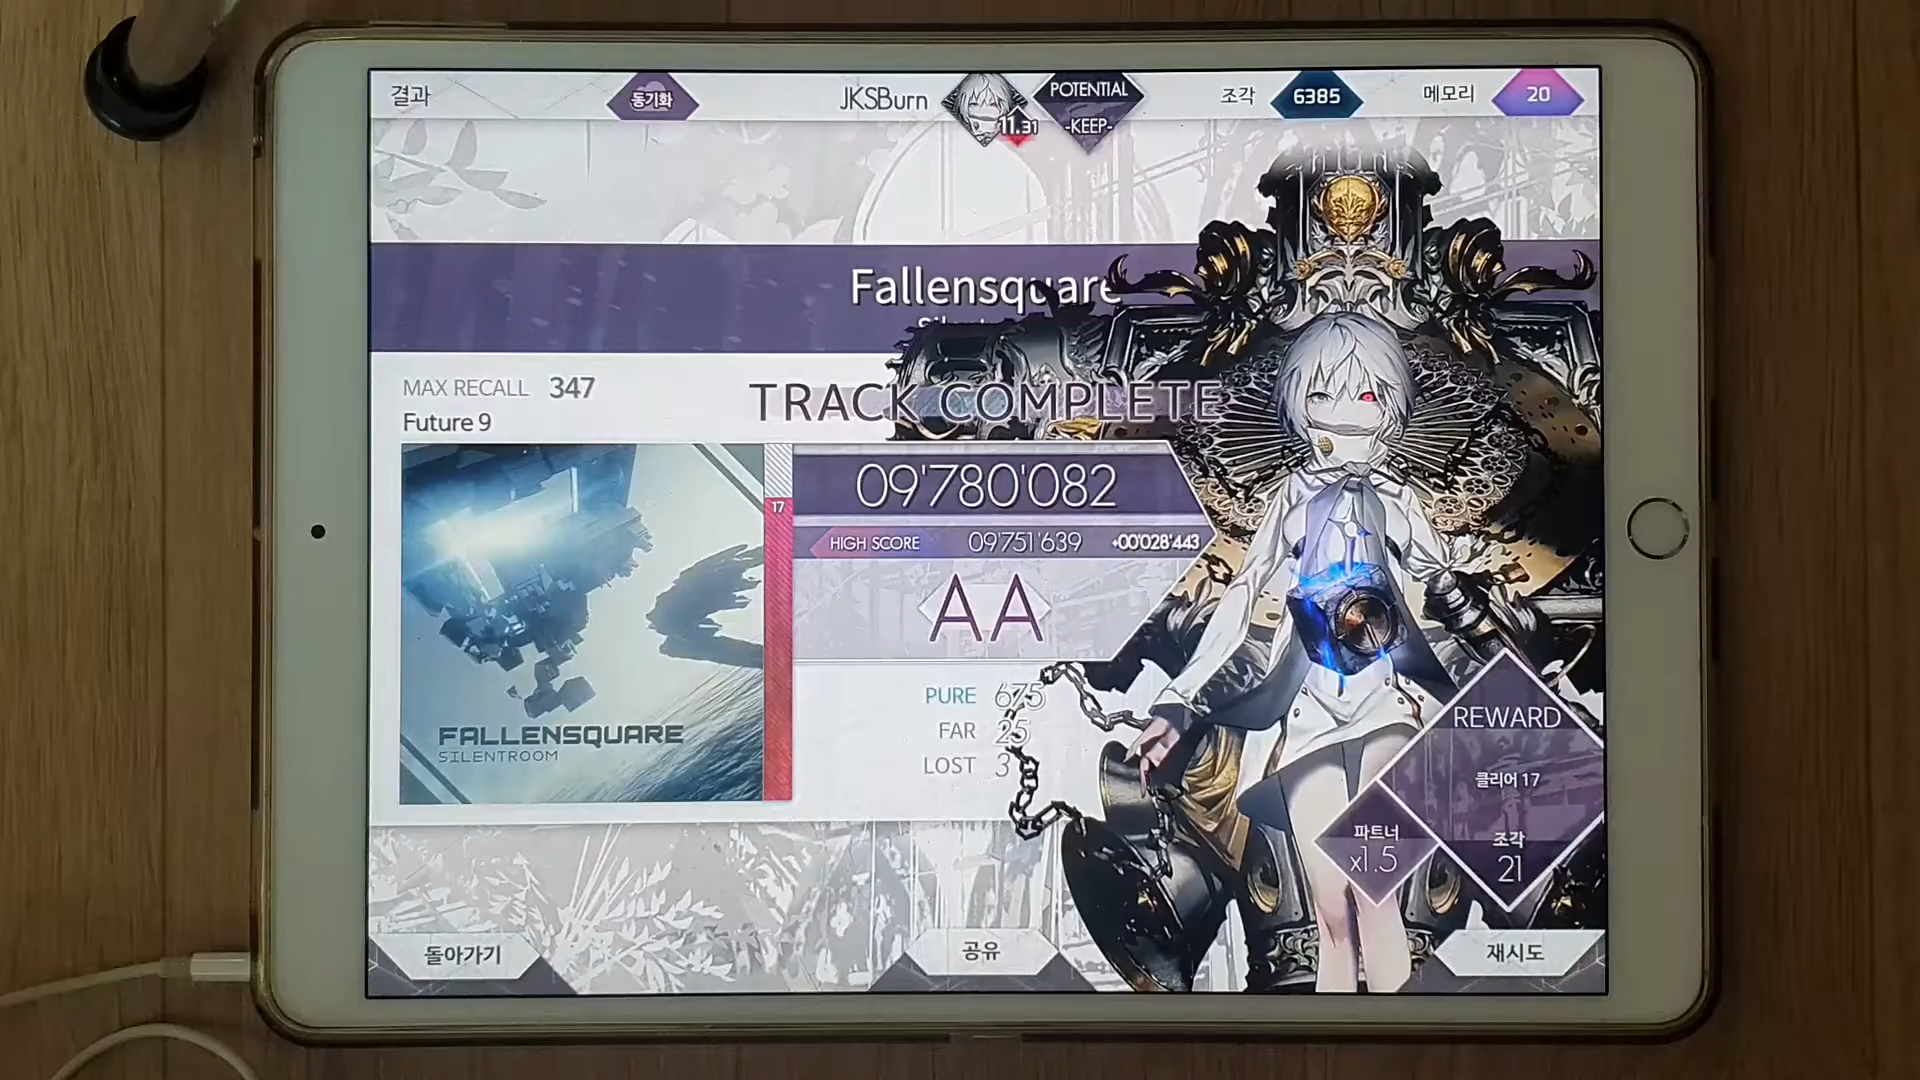 결과
동기화
JKSBurn
11.31
POTENTIAL
-KEEP-
조각
6385
메모리
20
Fallensquare
MAX RECALL 347
Future 9
TRACK COMPLETE
17
09'780'082
HIGH SCORE 09'751'639 +00'028'443
AA
PURE 675
FAR 25
LOST 3
FALLENSQUARE
SILENTROOM
REWARD
클리어 17
조각
21
파트너
x1.5
돌아가기
공유
재시도